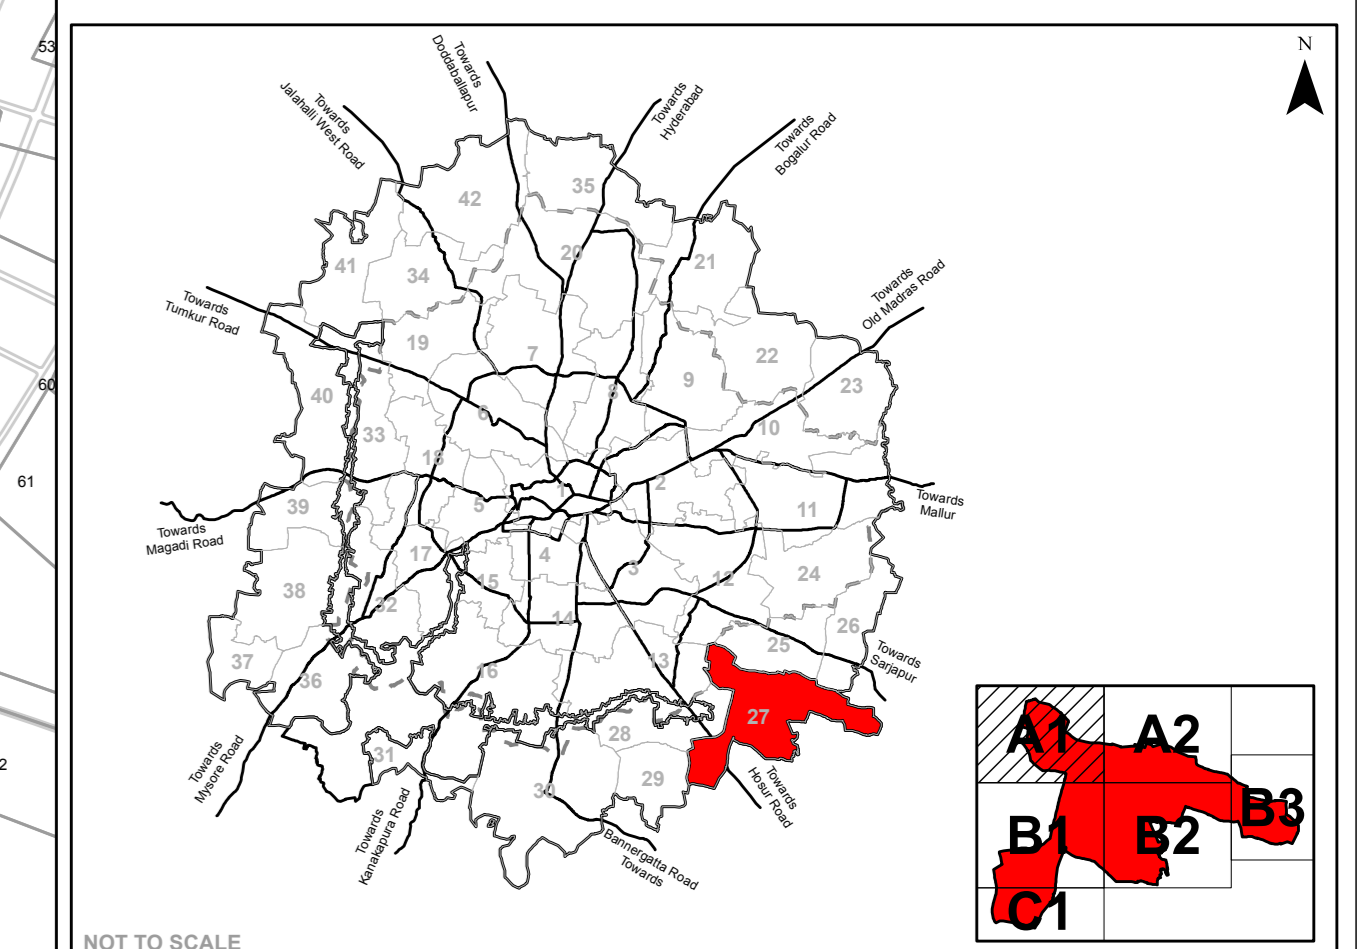 53
60
61
2
N
Towards
Doddaballapur
Towards
Jalahalli West Road
Towards
Hyderabad
Towards
Bogalur Road
42
35
20
21
41
34
Towards
Old Madras Road
Towards
Tumkur Road
19
7
22
9
23
40
8
6
10
33
18
39
5
1
2
11
Towards
Mallur
Towards
Magadi Road
17
4
3
15
12
24
38
32
14
26
25
13
Towards
Sarjapur
37
36
16
27
28
31
29
30
Towards
Mysore Road
Towards
Kanakapura Road
Bannergatta Road
Towards
Towards
Hosur Road
A1
A2
B3
B1
B2
C1
NOT TO SCALE